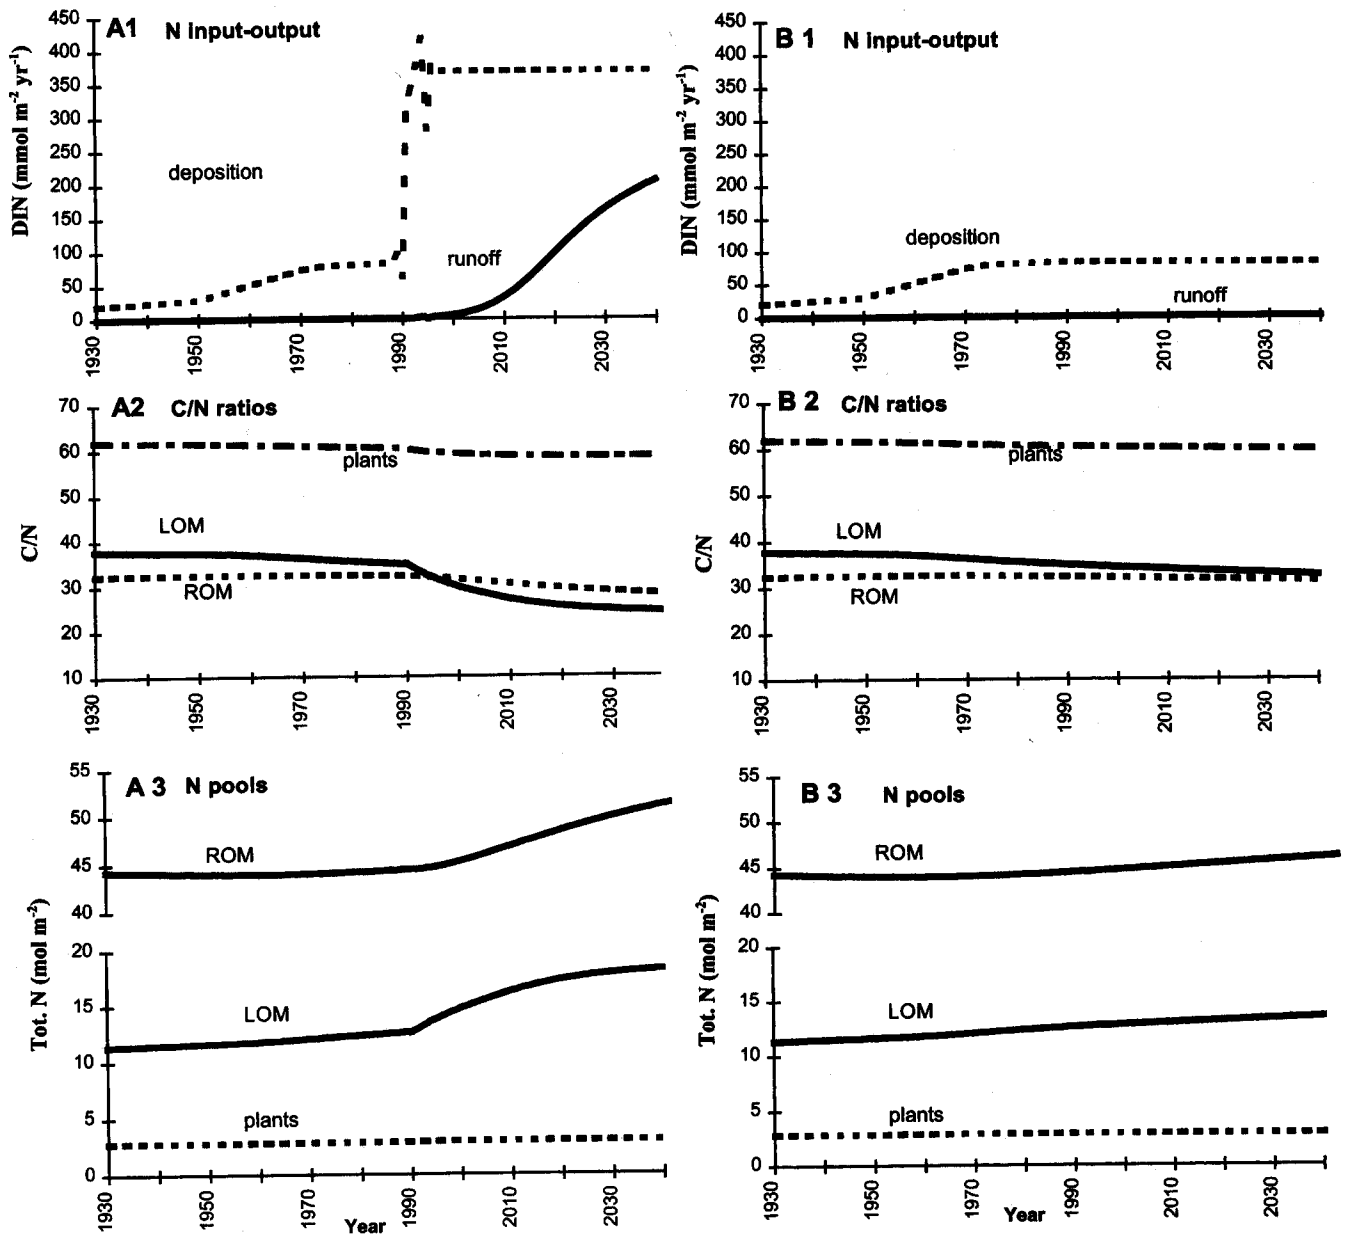 A1 N input-output
DIN (mmol m-2 yr-1)
450
400
350
300
250
200
150
100
50
0
deposition
runoff
1930
1950
1970
1990
2010
2030
B 1 N input-output
DIN (mmol m-2 yr-1)
450
400
350
300
250
200
150
100
50
0
deposition
runoff
1930
1950
1970
1990
2010
2030
A2 C/N ratios
C/N
70
60
50
40
30
20
10
plants
LOM
ROM
1930
1950
1970
1990
2010
2030
B 2 C/N ratios
C/N
70
60
50
40
30
20
10
plants
LOM
ROM
1930
1950
1970
1990
2010
2030
A 3 N pools
Tot. N (mol m-2)
55
50
45
40
20
15
10
5
0
ROM
LOM
plants
1930
1950
1970
1990
2010
2030
Year
B 3 N pools
Tot. N (mol m-2)
55
50
45
40
20
15
10
5
0
ROM
LOM
plants
1930
1950
1970
1990
2010
2030
Year